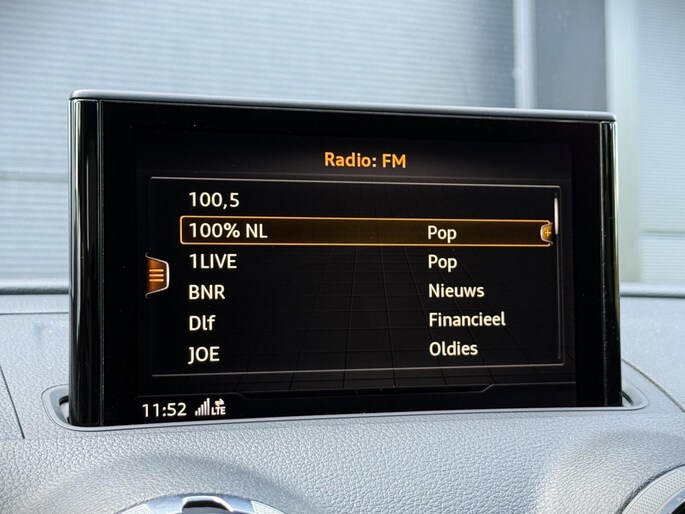 Radio: FM
100,5
100% NL Pop
1LIVE Pop
BNR Nieuws
Dlf Financieel
JOE Oldies
11:52 LTE